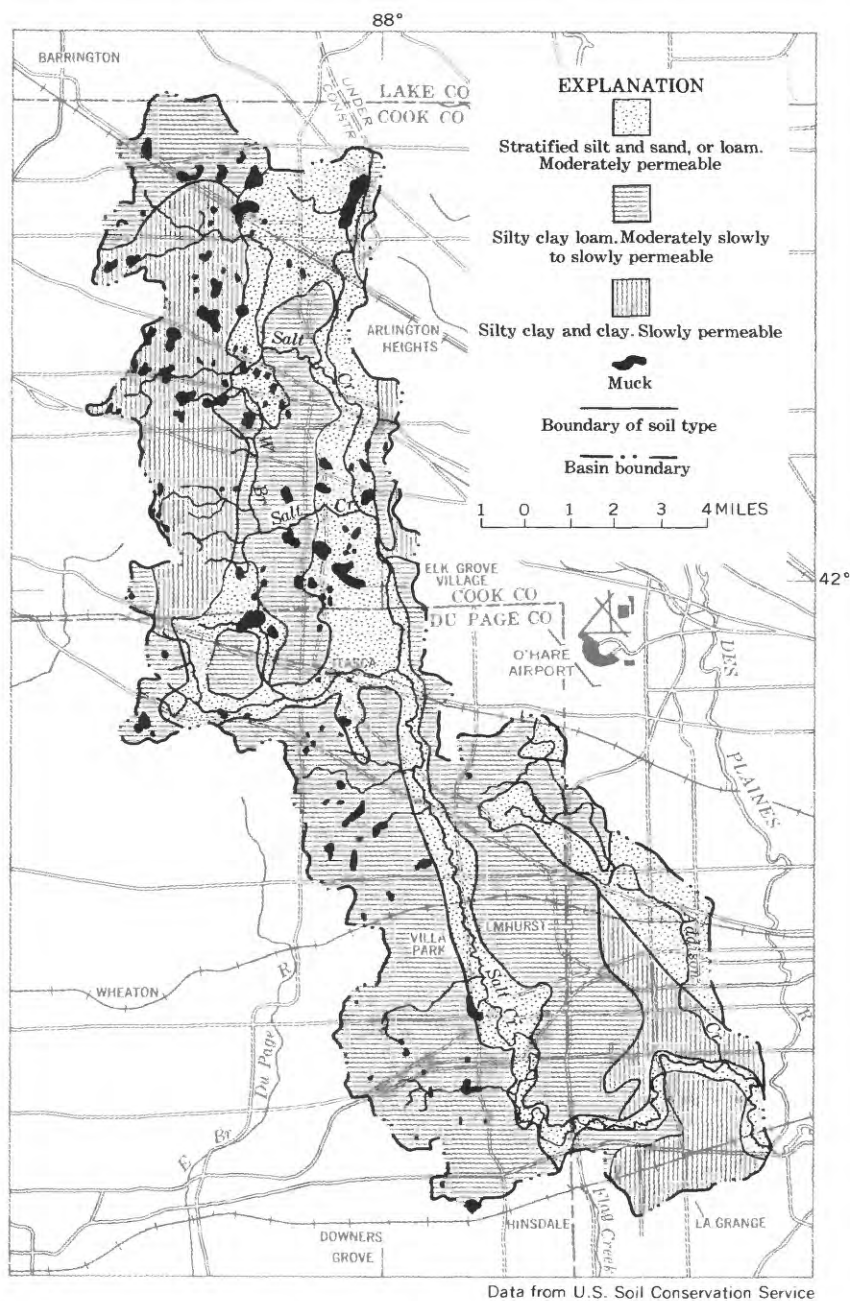 88°
BARRINGTON
UNDER
CONSTR
LAKE CO
COOK CO
EXPLANATION
Stratified silt and sand, or loam.
Moderately permeable
Silty clay loam. Moderately slowly
to slowly permeable
Silty clay and clay. Slowly permeable
Muck
Boundary of soil type
Basin boundary
1 0 1 2 3 4 MILES
ARLINGTON
HEIGHTS
Salt
Cr.
W
Br.
Salt Cr.
ELK GROVE
VILLAGE
COOK CO
DU PAGE CO
42°
O'HARE
AIRPORT
ITASCA
DES
PLAINES
R
VILLA
PARK
ELMHURST
Salt
Cr.
Addison
Cr
WHEATON
R
Du Page
Br
E
DOWNERS
GROVE
HINSDALE
Flag Creek
LA GRANGE
Data from U.S. Soil Conservation Service